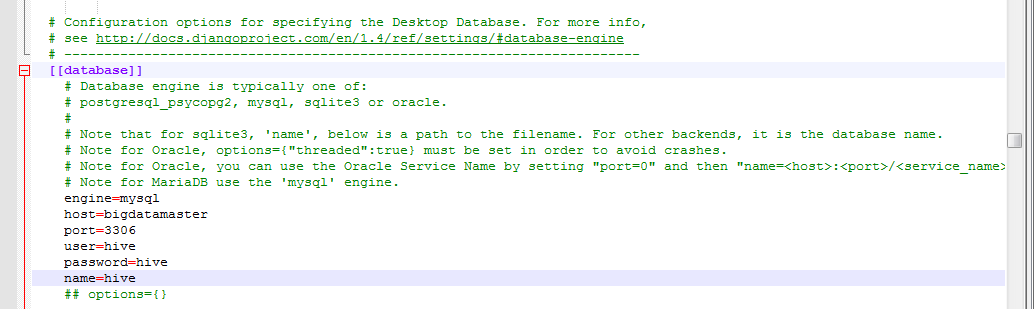 # Configuration options for specifying the Desktop Database. For more info,
# see http://docs.djangoproject.com/en/1.4/ref/settings/#database-engine
# ------------------------------------------------------------------------
[[database]]
# Database engine is typically one of:
# postgresql_psycopg2, mysql, sqlite3 or oracle.
#
# Note that for sqlite3, 'name', below is a path to the filename. For other backends, it is the database name.
# Note for Oracle, options={"threaded":true} must be set in order to avoid crashes.
# Note for Oracle, you can use the Oracle Service Name by setting "port=0" and then "name=<host>:<port>/<service_name>
# Note for MariaDB use the 'mysql' engine.
engine=mysql
host=bigdatamaster
port=3306
user=hive
password=hive
name=hive
## options={}